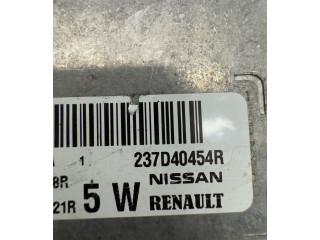 A 1 237D40454R
8R NISSAN
21R 5 W RENAULT